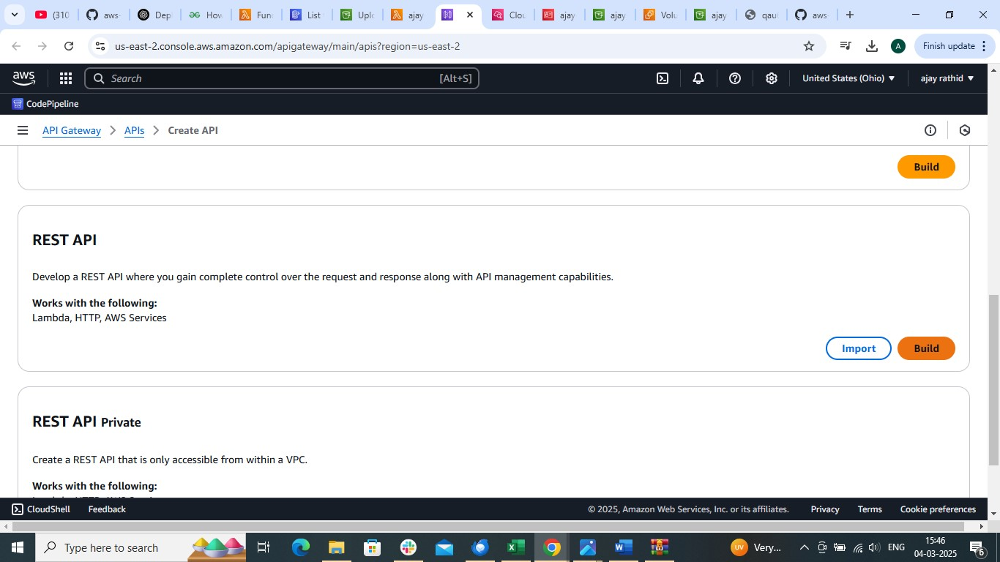 (310
aws-
Dep
Hov
Func
List
Uplo
ajay
Clou
ajay
ajay
Volu
ajay
qau
aws
us-east-2.console.aws.amazon.com/apigateway/main/apis?region=us-east-2
A
Finish update
aws
Search
[Alt+S]
United States (Ohio)
ajay rathid
CodePipeline
API Gateway
APIs
Create API
Build
REST API
Develop a REST API where you gain complete control over the request and response along with API management capabilities.
Works with the following:
Lambda, HTTP, AWS Services
Import
Build
REST API Private
Create a REST API that is only accessible from within a VPC.
Works with the following:
CloudShell
Feedback
© 2025, Amazon Web Services, Inc. or its affiliates.
Privacy
Terms
Cookie preferences
Type here to search
UV
Very...
ENG
15:46
04-03-2025
6